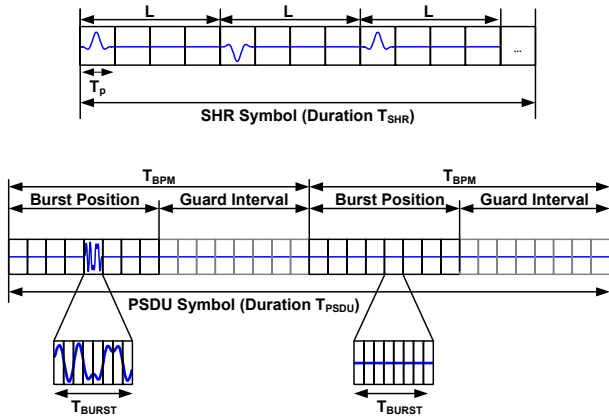 L L L
...
Tp
SHR Symbol (Duration TSHR)
TBPM TBPM
Burst Position Guard Interval Burst Position Guard Interval
PSDU Symbol (Duration TPSDU)
TBURST TBURST